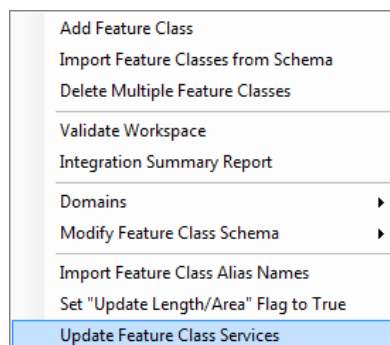 Add Feature Class
Import Feature Classes from Schema
Delete Multiple Feature Classes
Validate Workspace
Integration Summary Report
Domains
Modify Feature Class Schema
Import Feature Class Alias Names
Set "Update Length/Area" Flag to True
Update Feature Class Services